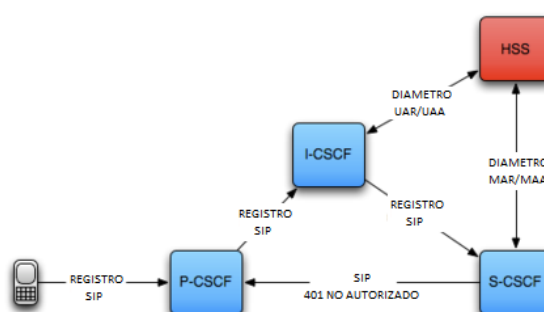 HSS
DIAMETRO
UAR/UAA
I-CSCF
DIAMETRO
MAR/MAA
REGISTRO
SIP
REGISTRO
SIP
REGISTRO
SIP
P-CSCF
SIP
401 NO AUTORIZADO
S-CSCF